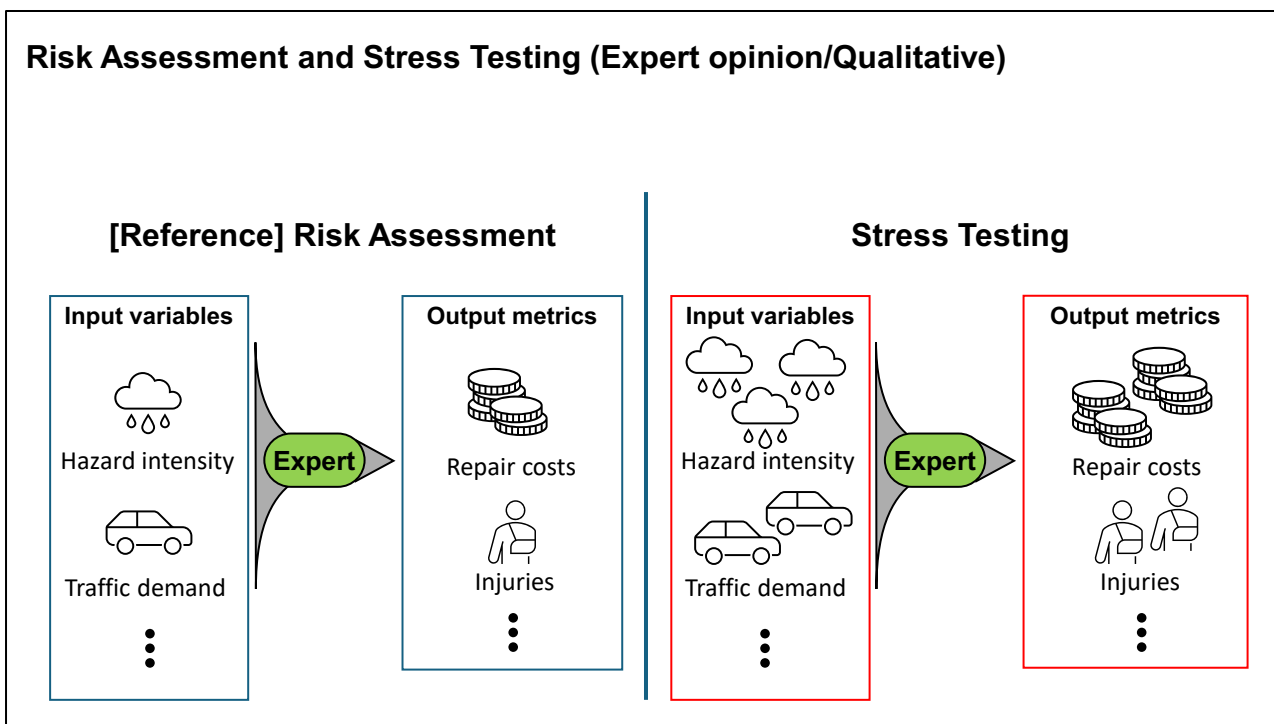 Risk Assessment and Stress Testing (Expert opinion/Qualitative)
[Reference] Risk Assessment
Input variables
Hazard intensity
Traffic demand
Expert
Output metrics
Repair costs
Injuries
Stress Testing
Input variables
Hazard intensity
Traffic demand
Expert
Output metrics
Repair costs
Injuries